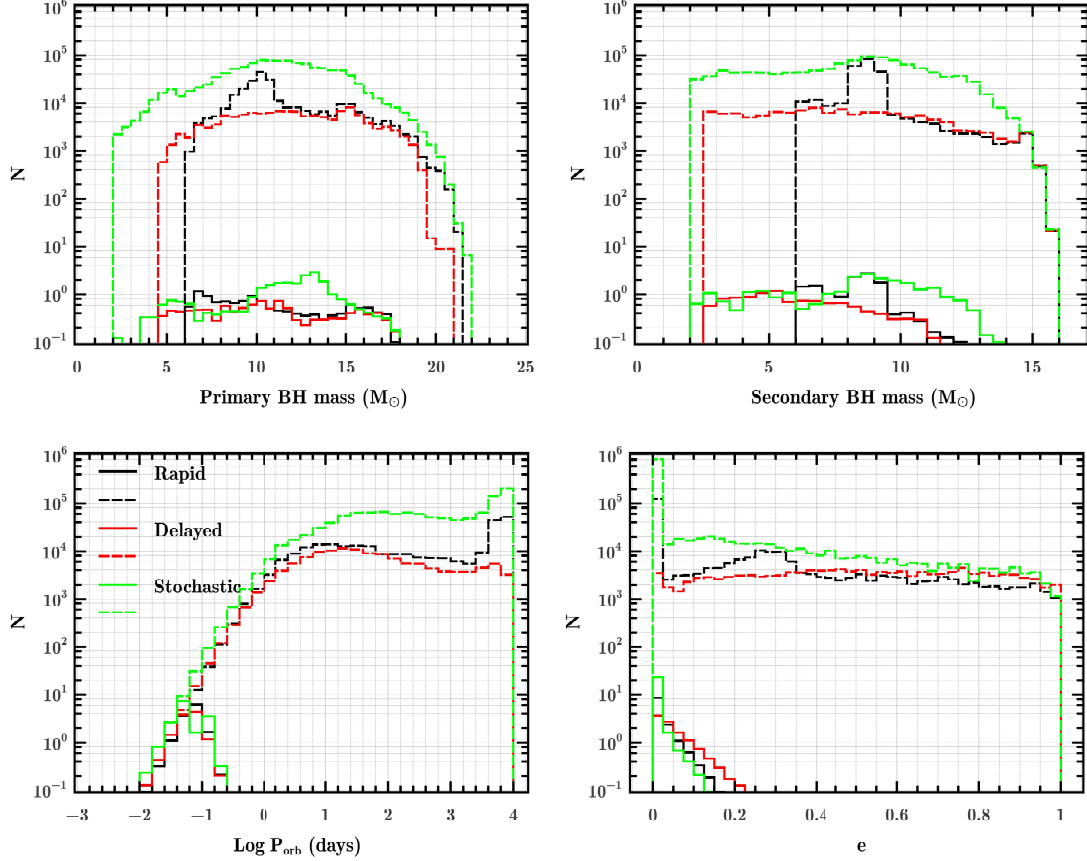 10^6 10^6
10^5 10^5
10^4 10^4
10^3 10^3
N N
10^2 10^2
10^1 10^1
10^0 10^0
10^−1 10^−1
0 5 10 15 20 25 0 5 10 15
Primary BH mass (M⊙) Secondary BH mass (M⊙)
10^6 10^6
Rapid
10^5 10^5
Delayed
10^4 10^4
Stochastic
10^3 10^3
N N
10^2 10^2
10^1 10^1
10^0 10^0
10^−1 10^−1
−3 −2 −1 0 1 2 3 4 0 0.2 0.4 0.6 0.8 1
Log P_orb (days) e